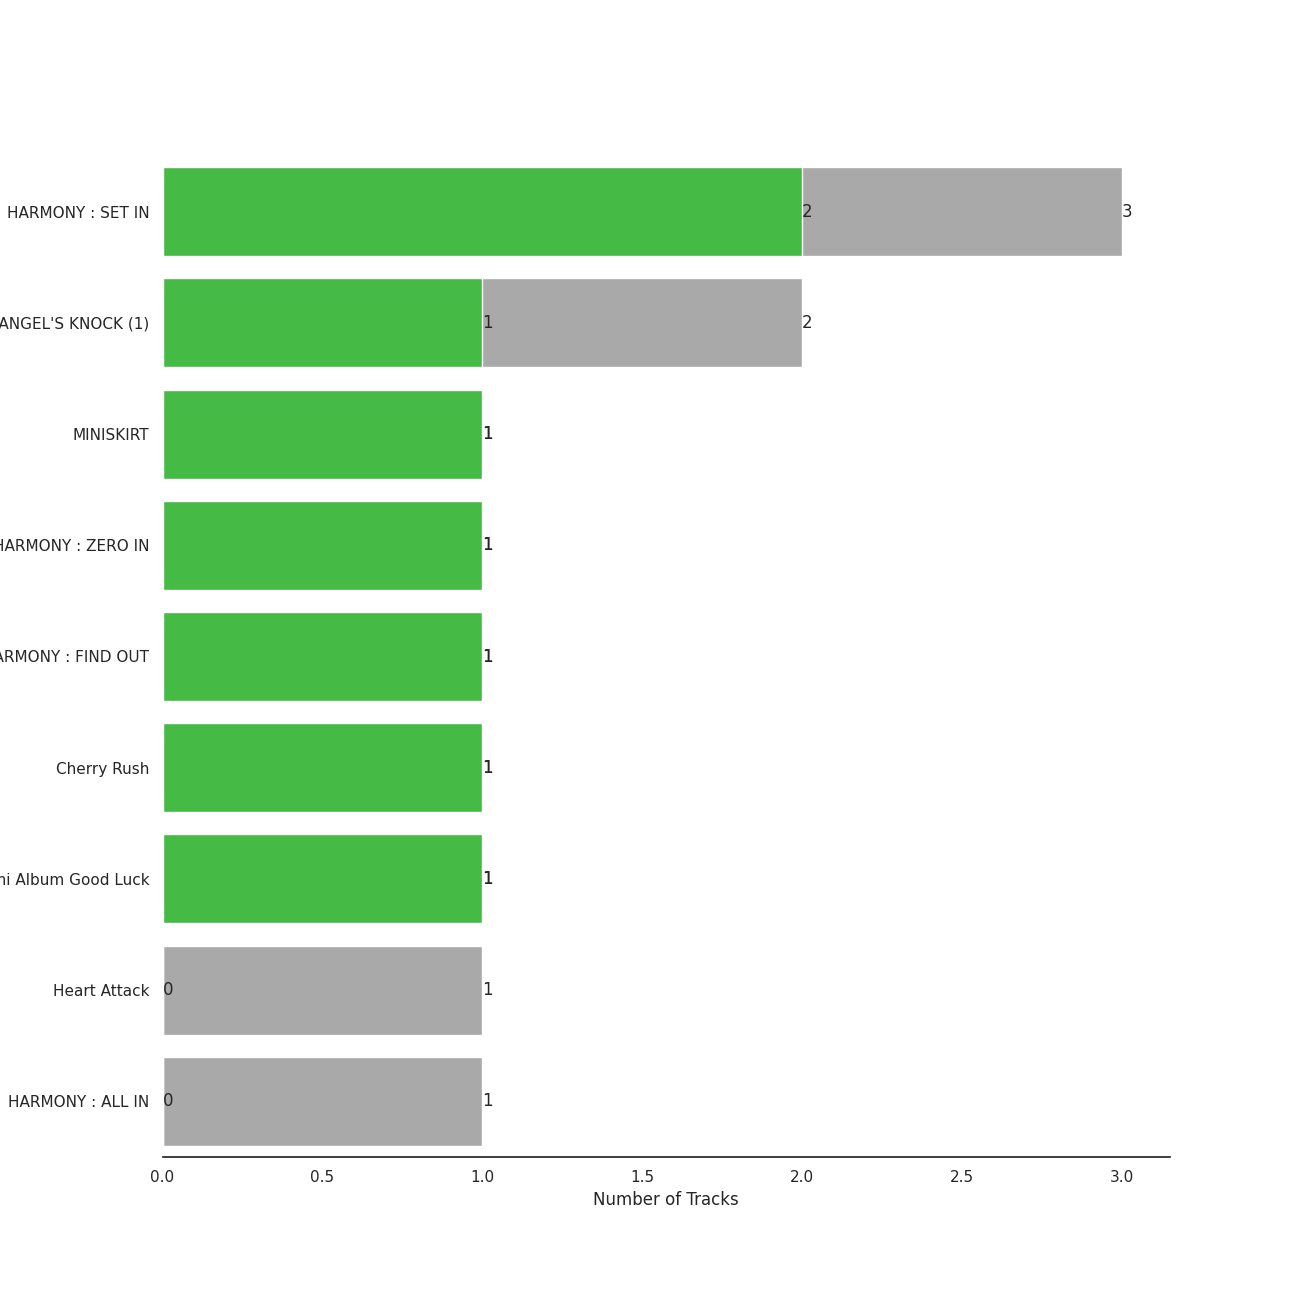 HARMONY : SET IN 2 3
ANGEL'S KNOCK (1) 1 2
MINISKIRT 1
HARMONY : ZERO IN 1
ARMONY : FIND OUT 1
Cherry Rush 1
ni Album Good Luck 1
Heart Attack 0 1
HARMONY : ALL IN 0 1
0.0 0.5 1.0 1.5 2.0 2.5 3.0
Number of Tracks